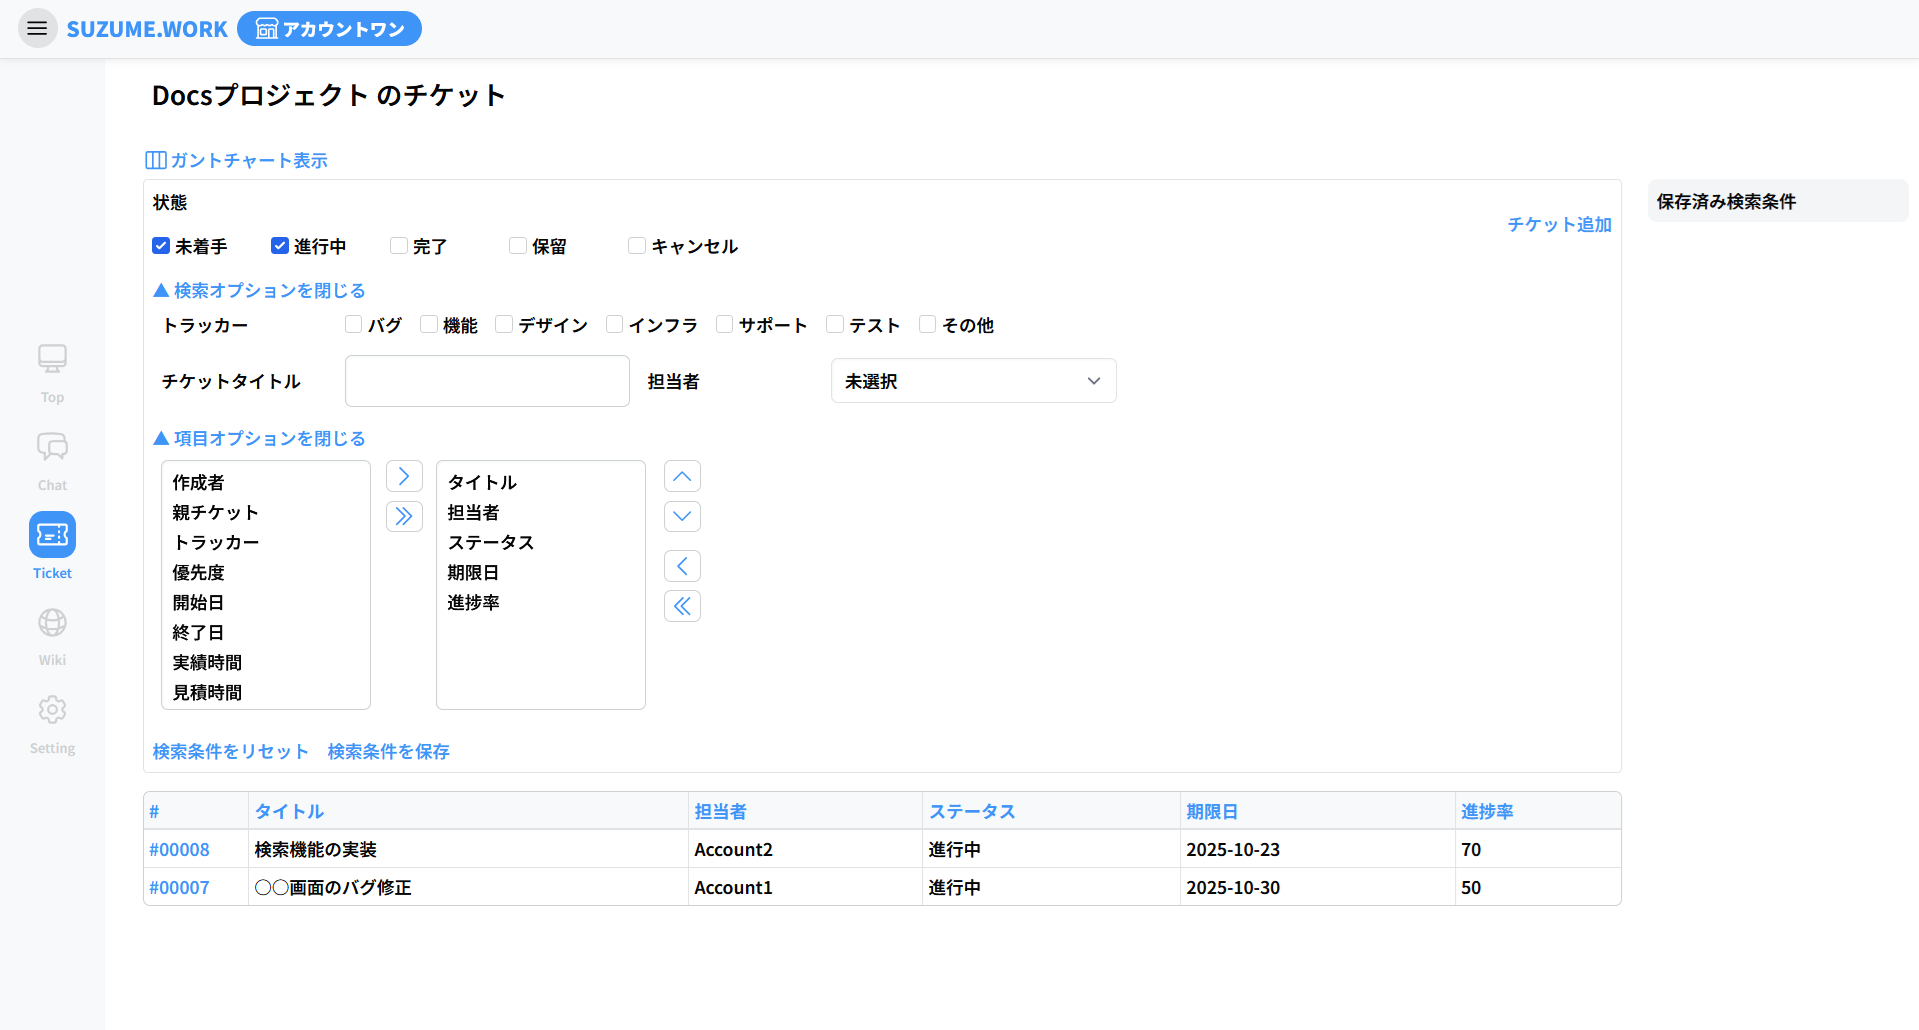 SUZUME.WORK アカウントワン
Docsプロジェクト のチケット
ガントチャート表示
状態
チケット追加
保存済み検索条件
未着手 進行中 完了 保留 キャンセル
▲ 検索オプションを閉じる
トラッカー バグ 機能 デザイン インフラ サポート テスト その他
チケットタイトル 担当者 未選択
▲ 項目オプションを閉じる
作成者
親チケット
トラッカー
優先度
開始日
終了日
実績時間
見積時間
タイトル
担当者
ステータス
期限日
進捗率
検索条件をリセット 検索条件を保存
# タイトル 担当者 ステータス 期限日 進捗率
#00008 検索機能の実装 Account2 進行中 2025-10-23 70
#00007 〇〇画面のバグ修正 Account1 進行中 2025-10-30 50
Top
Chat
Ticket
Wiki
Setting